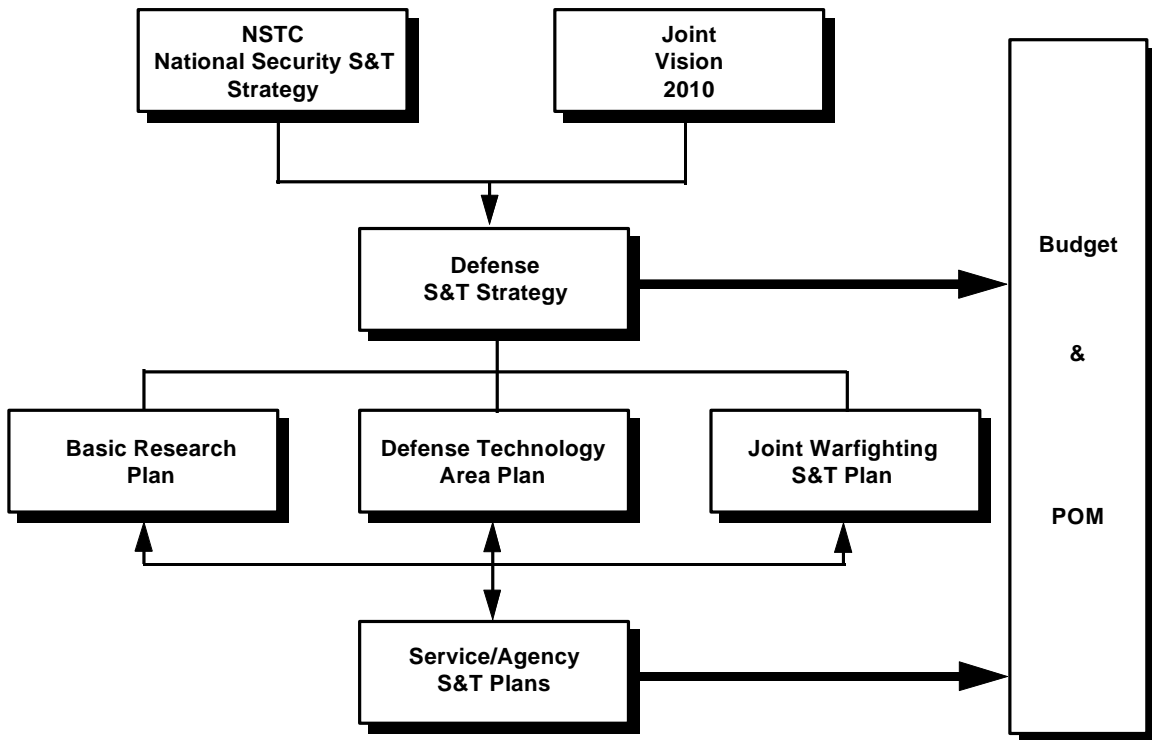 NSTC
National Security S&T
Strategy
Joint
Vision
2010
Defense
S&T Strategy
Basic Research
Plan
Defense Technology
Area Plan
Joint Warfighting
S&T Plan
Service/Agency
S&T Plans
Budget
&
POM